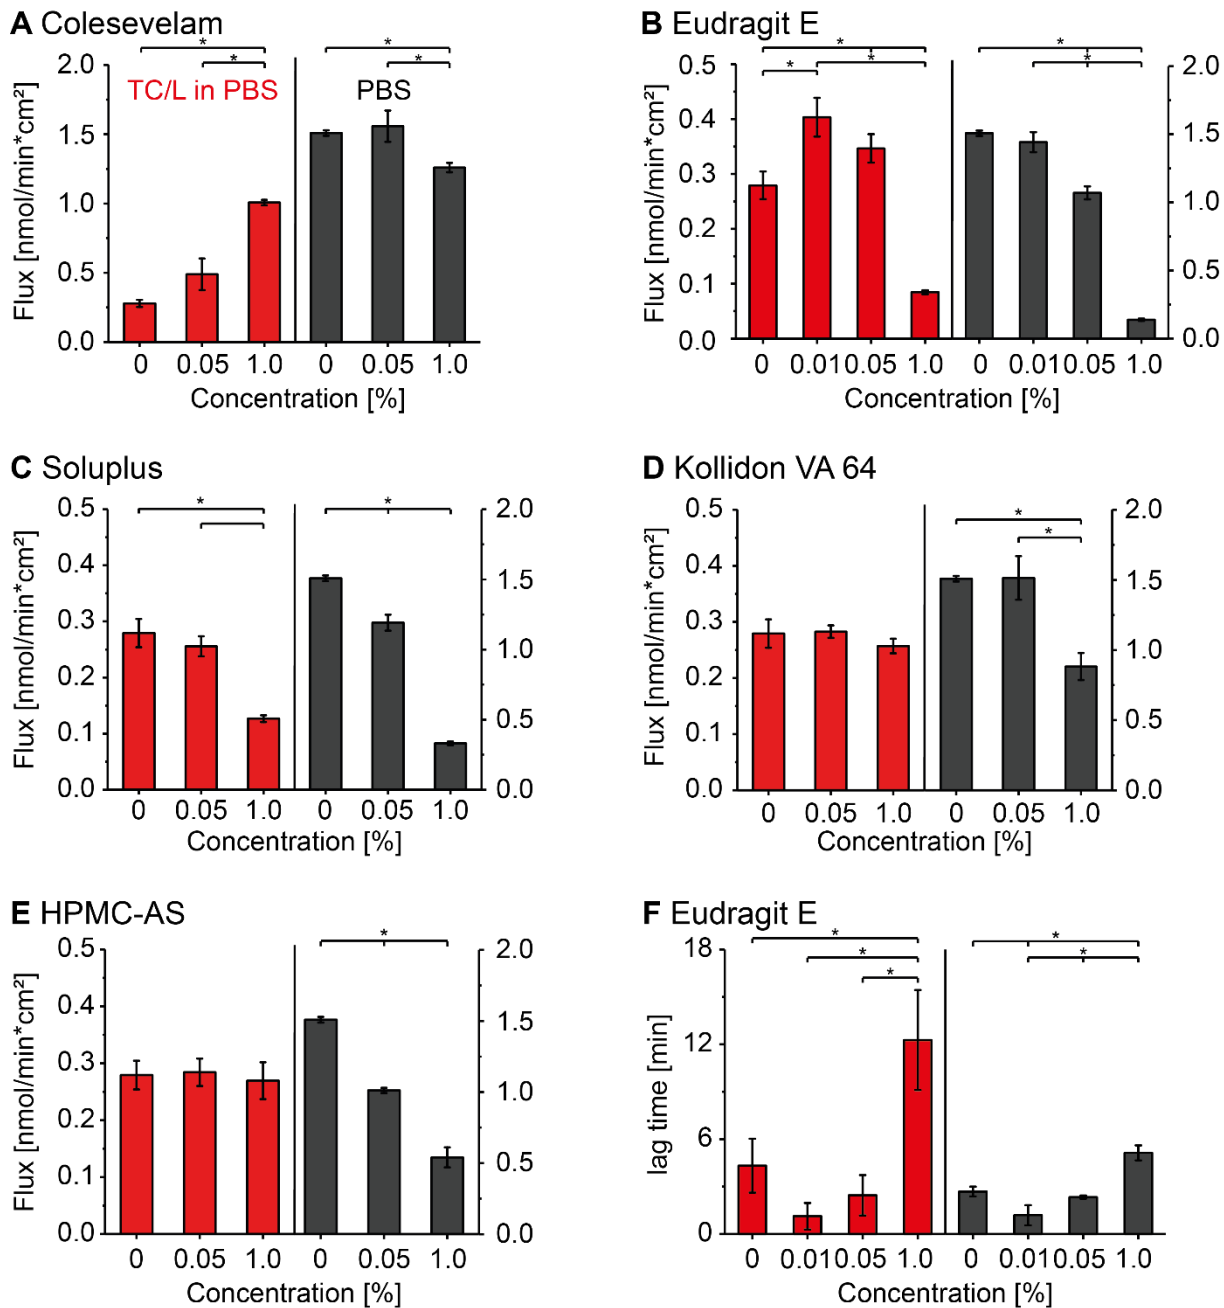 A Colesevelam
* *
* *
2.0
1.5
1.0
0.5
0.0
TC/L in PBS PBS
Flux [nmol/min*cm²]
0 0.05 1.0 0 0.05 1.0
Concentration [%]
B Eudragit E
* *
* * *
0.5
0.4
0.3
0.2
0.1
0.0
2.0
1.5
1.0
0.5
0.0
Flux [nmol/min*cm²]
0 0.01 0.05 1.0 0 0.01 0.05 1.0
Concentration [%]
C Soluplus
* *
0.5
0.4
0.3
0.2
0.1
0.0
2.0
1.5
1.0
0.5
0.0
Flux [nmol/min*cm²]
0 0.05 1.0 0 0.05 1.0
Concentration [%]
D Kollidon VA 64
*
*
0.5
0.4
0.3
0.2
0.1
0.0
2.0
1.5
1.0
0.5
0.0
Flux [nmol/min*cm²]
0 0.05 1.0 0 0.05 1.0
Concentration [%]
E HPMC-AS
*
0.5
0.4
0.3
0.2
0.1
0.0
2.0
1.5
1.0
0.5
0.0
Flux [nmol/min*cm²]
0 0.05 1.0 0 0.05 1.0
Concentration [%]
F Eudragit E
* *
* *
*
18
12
6
0
lag time [min]
0 0.01 0.05 1.0 0 0.01 0.05 1.0
Concentration [%]